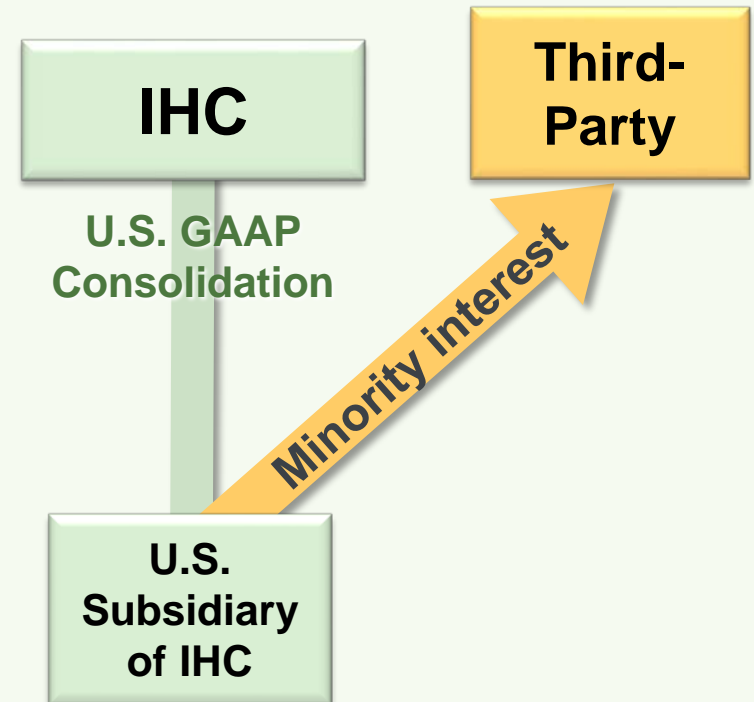 IHC
Third-
Party
U.S. GAAP
Consolidation
Minority interest
U.S.
Subsidiary
of IHC